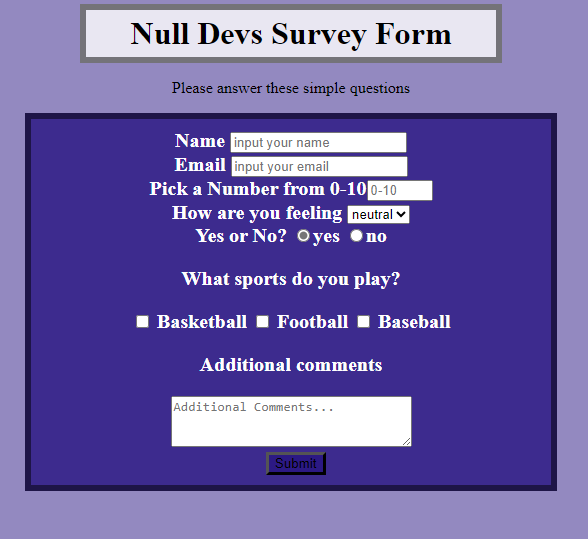 Null Devs Survey Form
Please answer these simple questions
Name input your name
Email input your email
Pick a Number from 0-10 0-10
How are you feeling neutral
Yes or No? yes no
What sports do you play?
Basketball Football Baseball
Additional comments
Additional Comments...
Submit